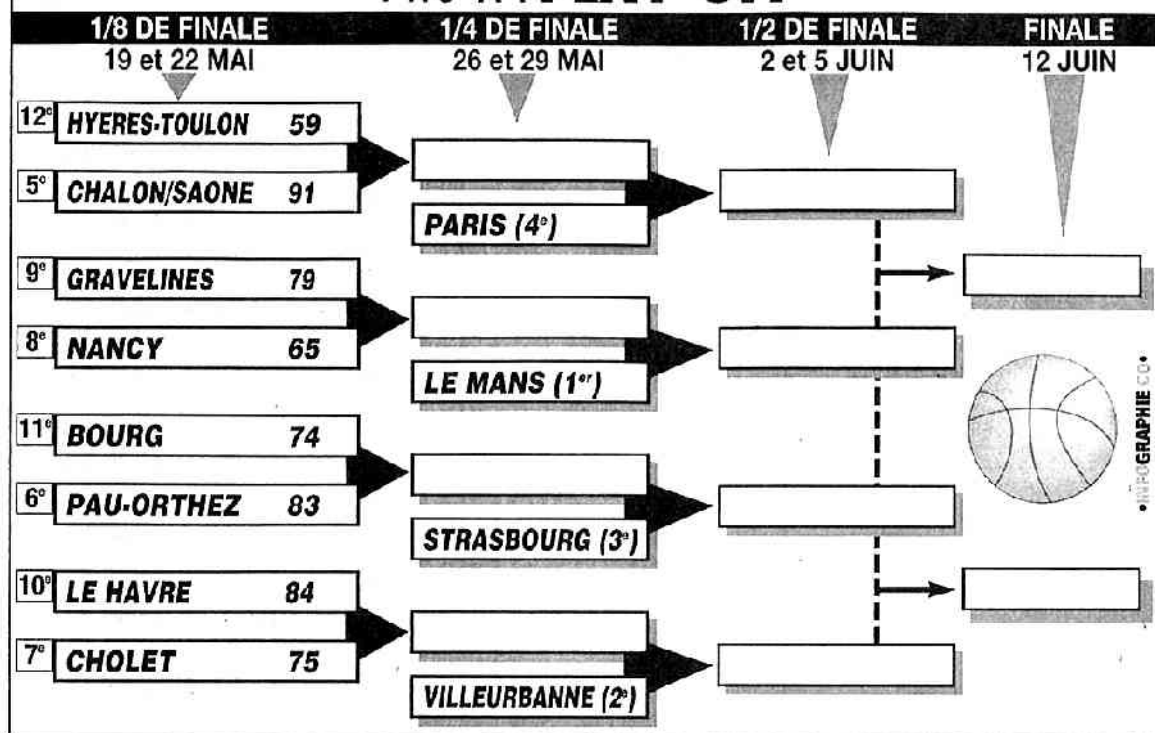 1/8 DE FINALE 1/4 DE FINALE 1/2 DE FINALE FINALE
19 et 22 MAI 26 et 29 MAI 2 et 5 JUIN 12 JUIN
12e HYERES-TOULON 59
5e CHALON/SAONE 91
PARIS (4e)
9e GRAVELINES 79
8e NANCY 65
LE MANS (1er)
11e BOURG 74
6e PAU-ORTHEZ 83
STRASBOURG (3e)
10e LE HAVRE 84
7e CHOLET 75
VILLEURBANNE (2e)
•INFOGRAPHIE CO•